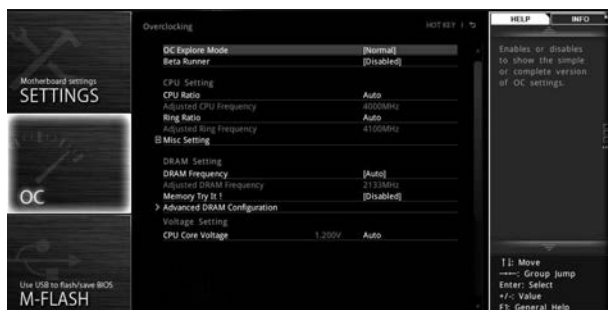 Motherboard settings
SETTINGS
OC
Use USB to flash/save BIOS
M-FLASH
Overclocking
HOT KEY
OC Explore Mode [Normal]
Beta Runner [Disabled]
CPU Setting
CPU Ratio Auto
Adjusted CPU Frequency 4000MHz
Ring Ratio Auto
Adjusted Ring Frequency 4100MHz
Misc Setting
DRAM Setting
DRAM Frequency [Auto]
Adjusted DRAM Frequency 2133MHz
Memory Try It ! [Disabled]
> Advanced DRAM Configuration
Voltage Setting
CPU Core Voltage 1.200V Auto
HELP
INFO
Enables or disables
to show the simple
or complete version
of OC settings.
↑↓: Move
→←: Group Jump
Enter: Select
+/-: Value
F1: General Help